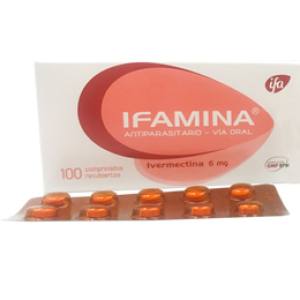 ifa
IFAMINA®
ANTIPARASITARIO - VÍA ORAL
Ivermectina 6 mg
100 comprimidos
recubiertos